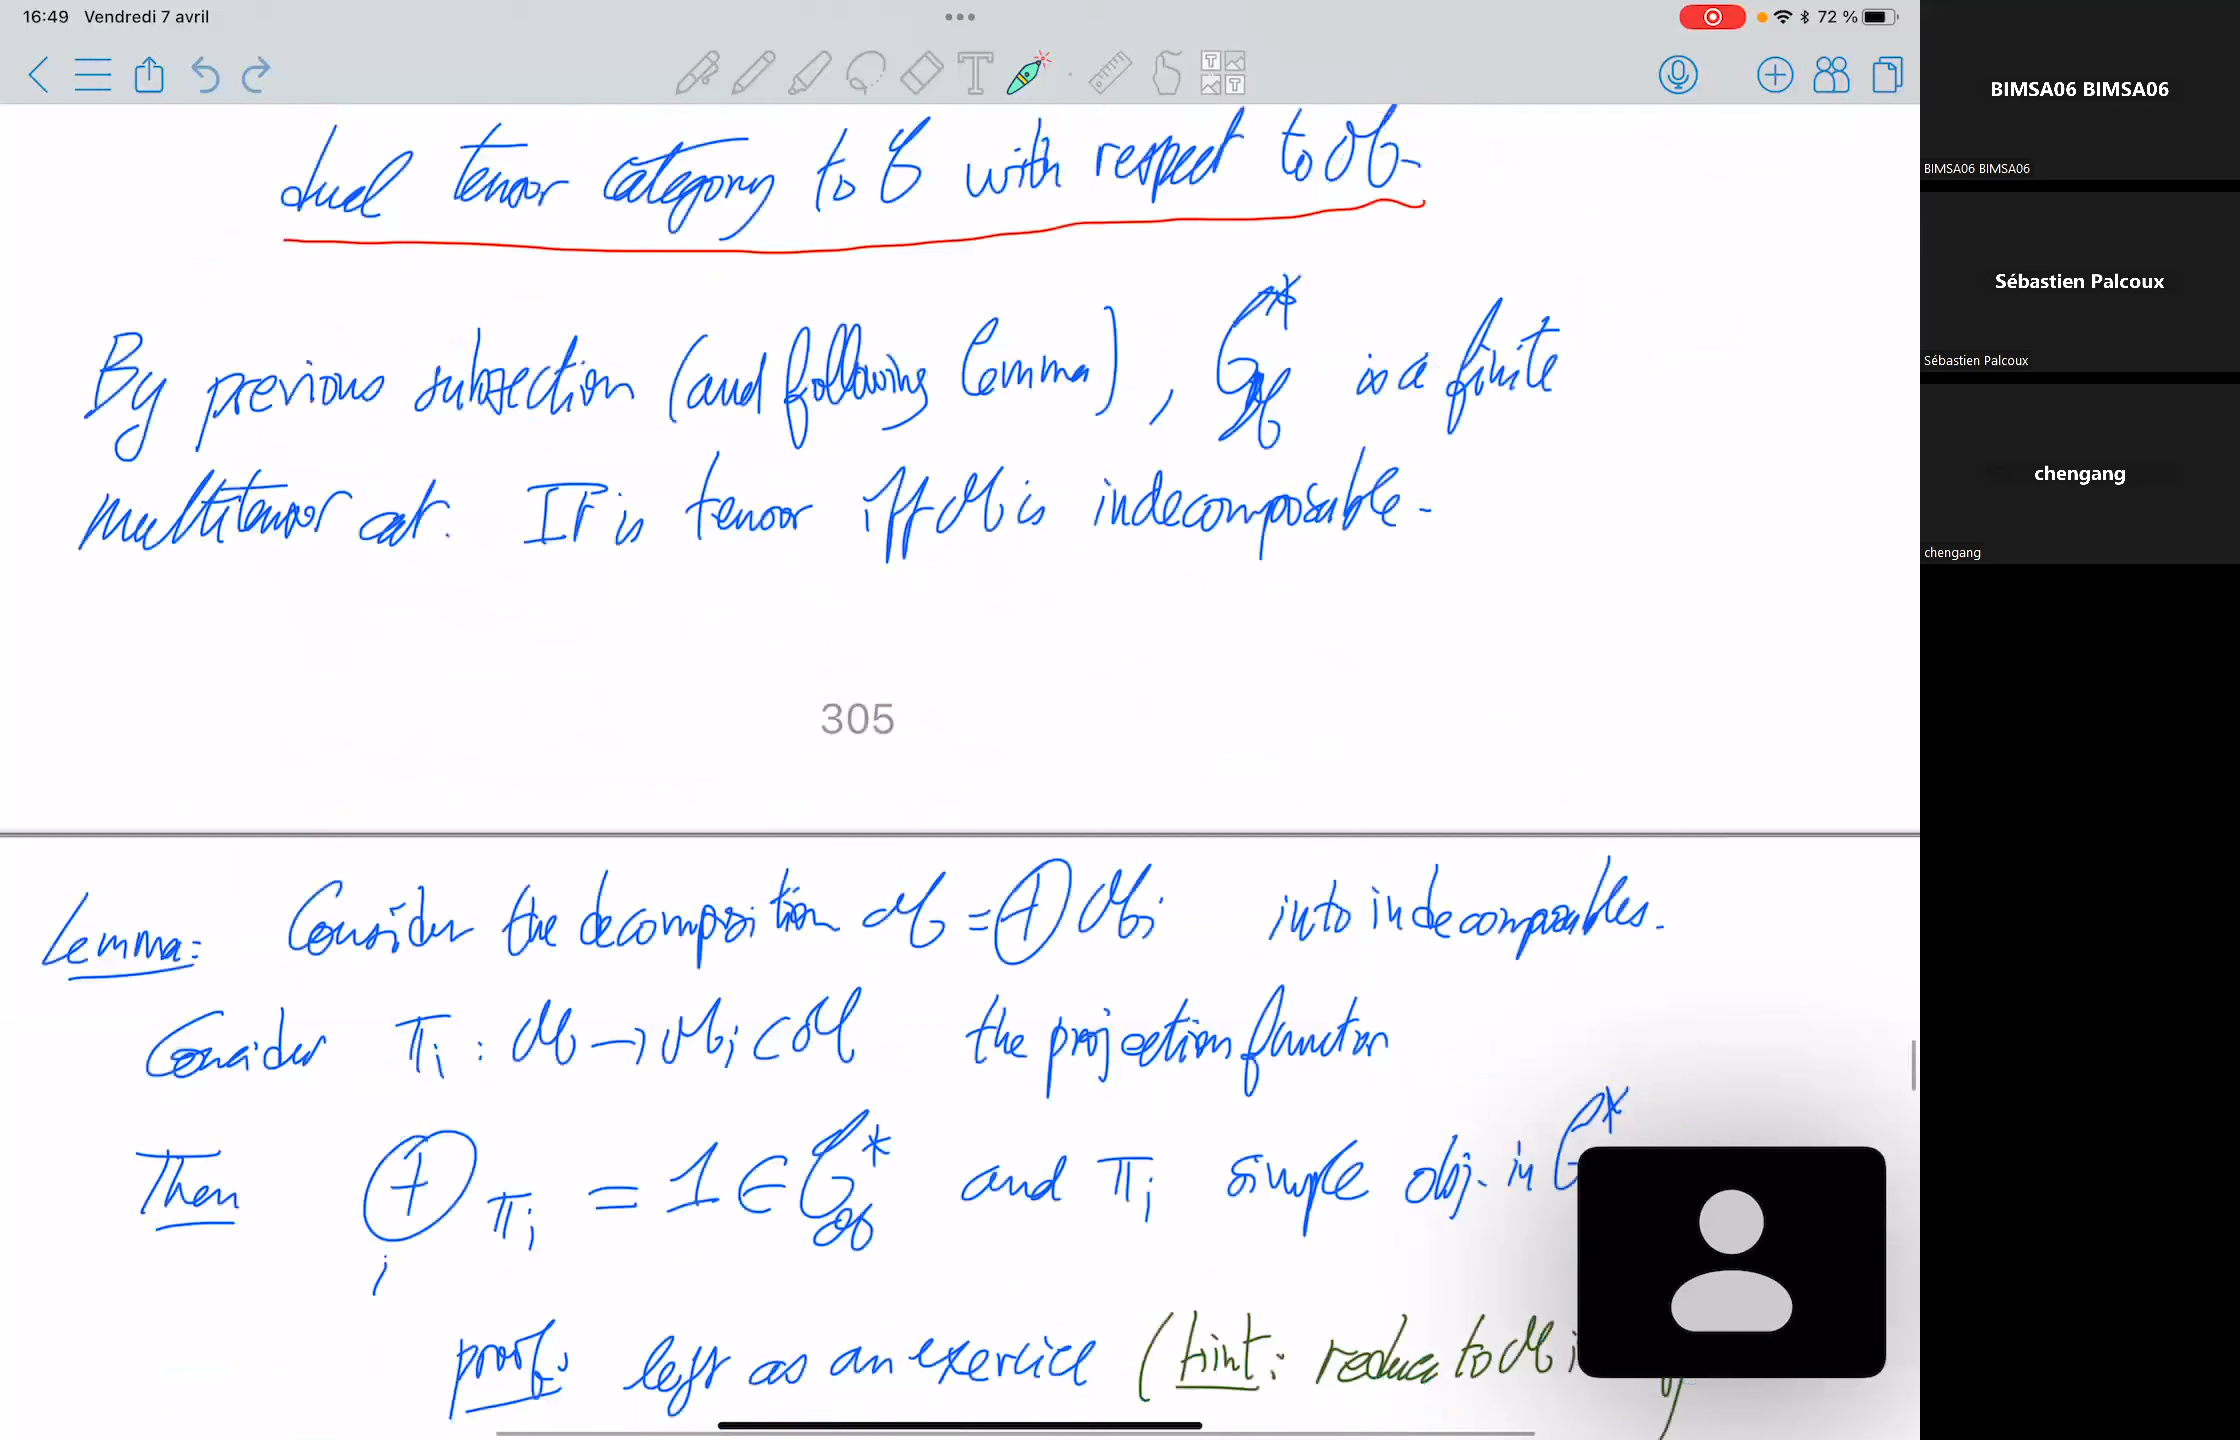 16:49 Vendredi 7 avril
72 %
dual tensor category to C with respect to M.
By previous subsection (and following lemma), C*_M is a finite
multitensor cat. It is tensor iff M is indecomposable.
305
Lemma: Consider the decomposition M = ⊕ M_i into indecomposables.
Consider π_i : M → M_i ⊂ M the projection functor
Then ⊕_i π_i = 1 ∈ C*_M and π_i simple obj. in C*
proof: left as an exercice (hint: reduce to M i
BIMSA06 BIMSA06
BIMSA06 BIMSA06
Sébastien Palcoux
Sébastien Palcoux
chengang
chengang